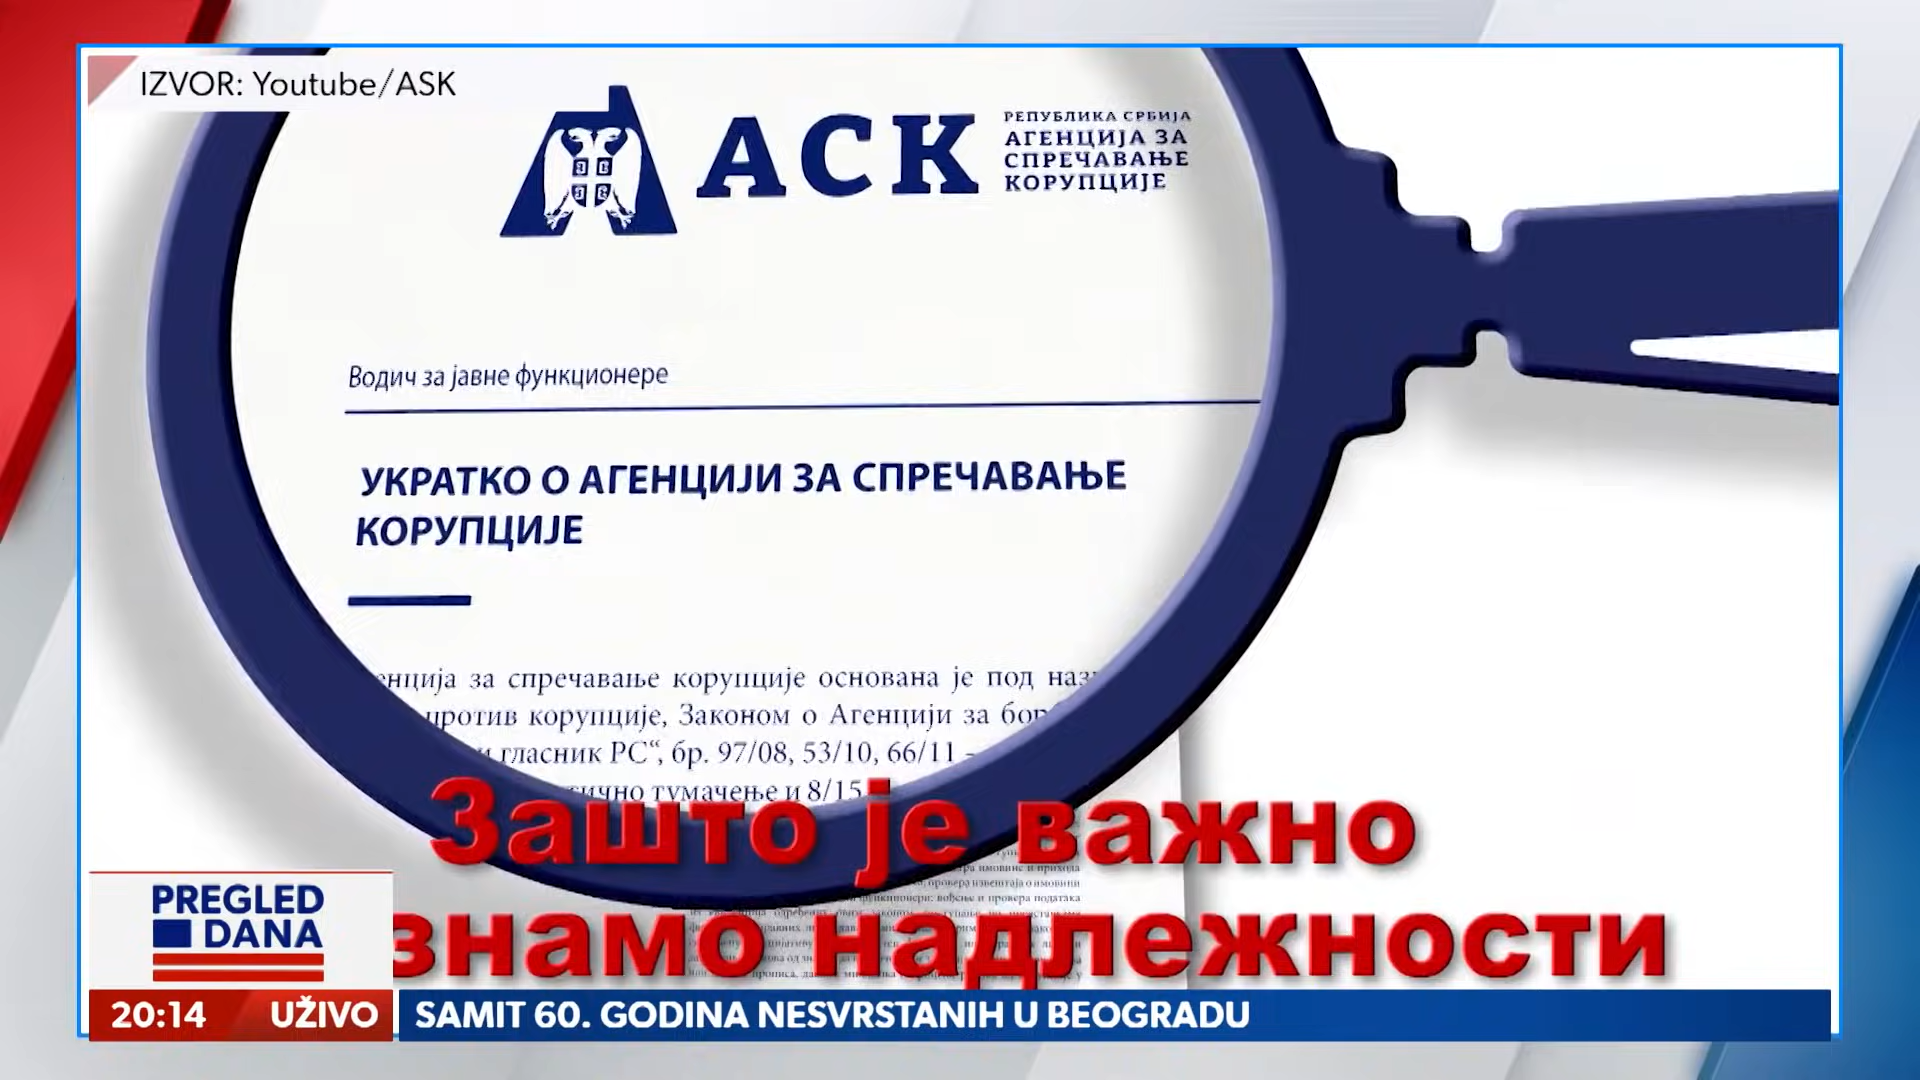 IZVOR: Youtube/ASK
АСК
РЕПУБЛИКА СРБИЈА
АГЕНЦИЈА ЗА
СПРЕЧАВАЊЕ
КОРУПЦИЈЕ
Водич за јавне функционере
УКРАТКО О АГЕНЦИЈИ ЗА СПРЕЧАВАЊЕ
КОРУПЦИЈЕ
за спречавање корупције основана је под
против корупције, Законом о Агенцији за
гласник РС“, бр. 97/08, 53/10, 66/11 –
тумачење и 8/15
Зашто је важно
знамо надлежности
PREGLED
DANA
20:14 UŽIVO
SAMIT 60. GODINA NESVRSTANIH U BEOGRADU